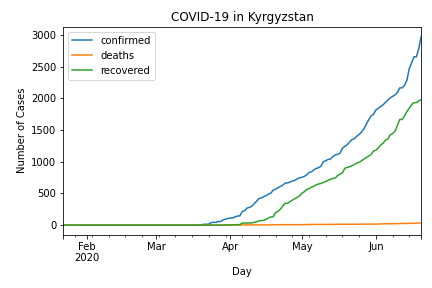 COVID-19 in Kyrgyzstan
confirmed
deaths
recovered
Number of Cases
3000
2500
2000
1500
1000
500
0
Feb
2020
Mar
Apr
May
Jun
Day